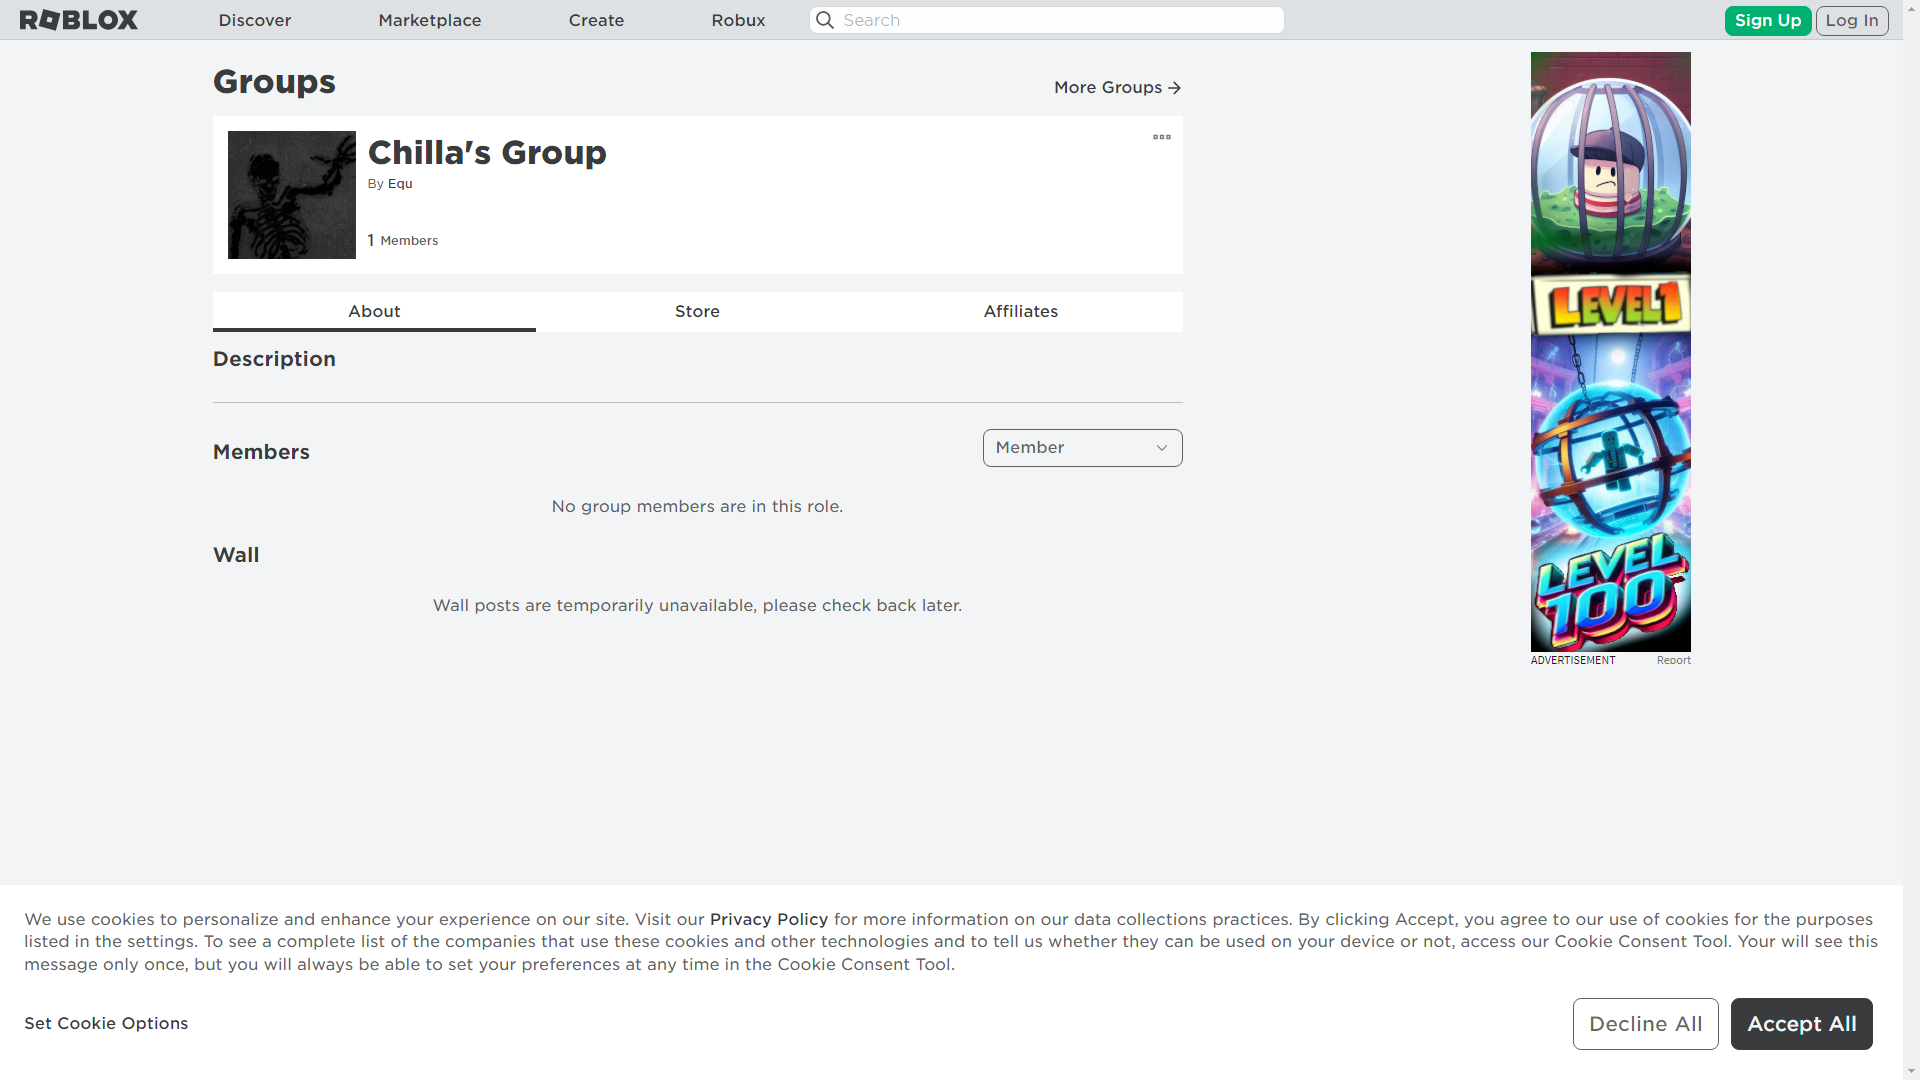 ROBLOX
Discover
Marketplace
Create
Robux
Search
Sign Up
Log In
Groups
More Groups
Chilla's Group
By Equ
1 Members
About
Store
Affiliates
Description
Members
Member
No group members are in this role.
Wall
Wall posts are temporarily unavailable, please check back later.
LEVEL 1
LEVEL
100
ADVERTISEMENT
Report
We use cookies to personalize and enhance your experience on our site. Visit our Privacy Policy for more information on our data collections practices. By clicking Accept, you agree to our use of cookies for the purposes
listed in the settings. To see a complete list of the companies that use these cookies and other technologies and to tell us whether they can be used on your device or not, access our Cookie Consent Tool. Your will see this
message only once, but you will always be able to set your preferences at any time in the Cookie Consent Tool.
Set Cookie Options
Decline All
Accept All